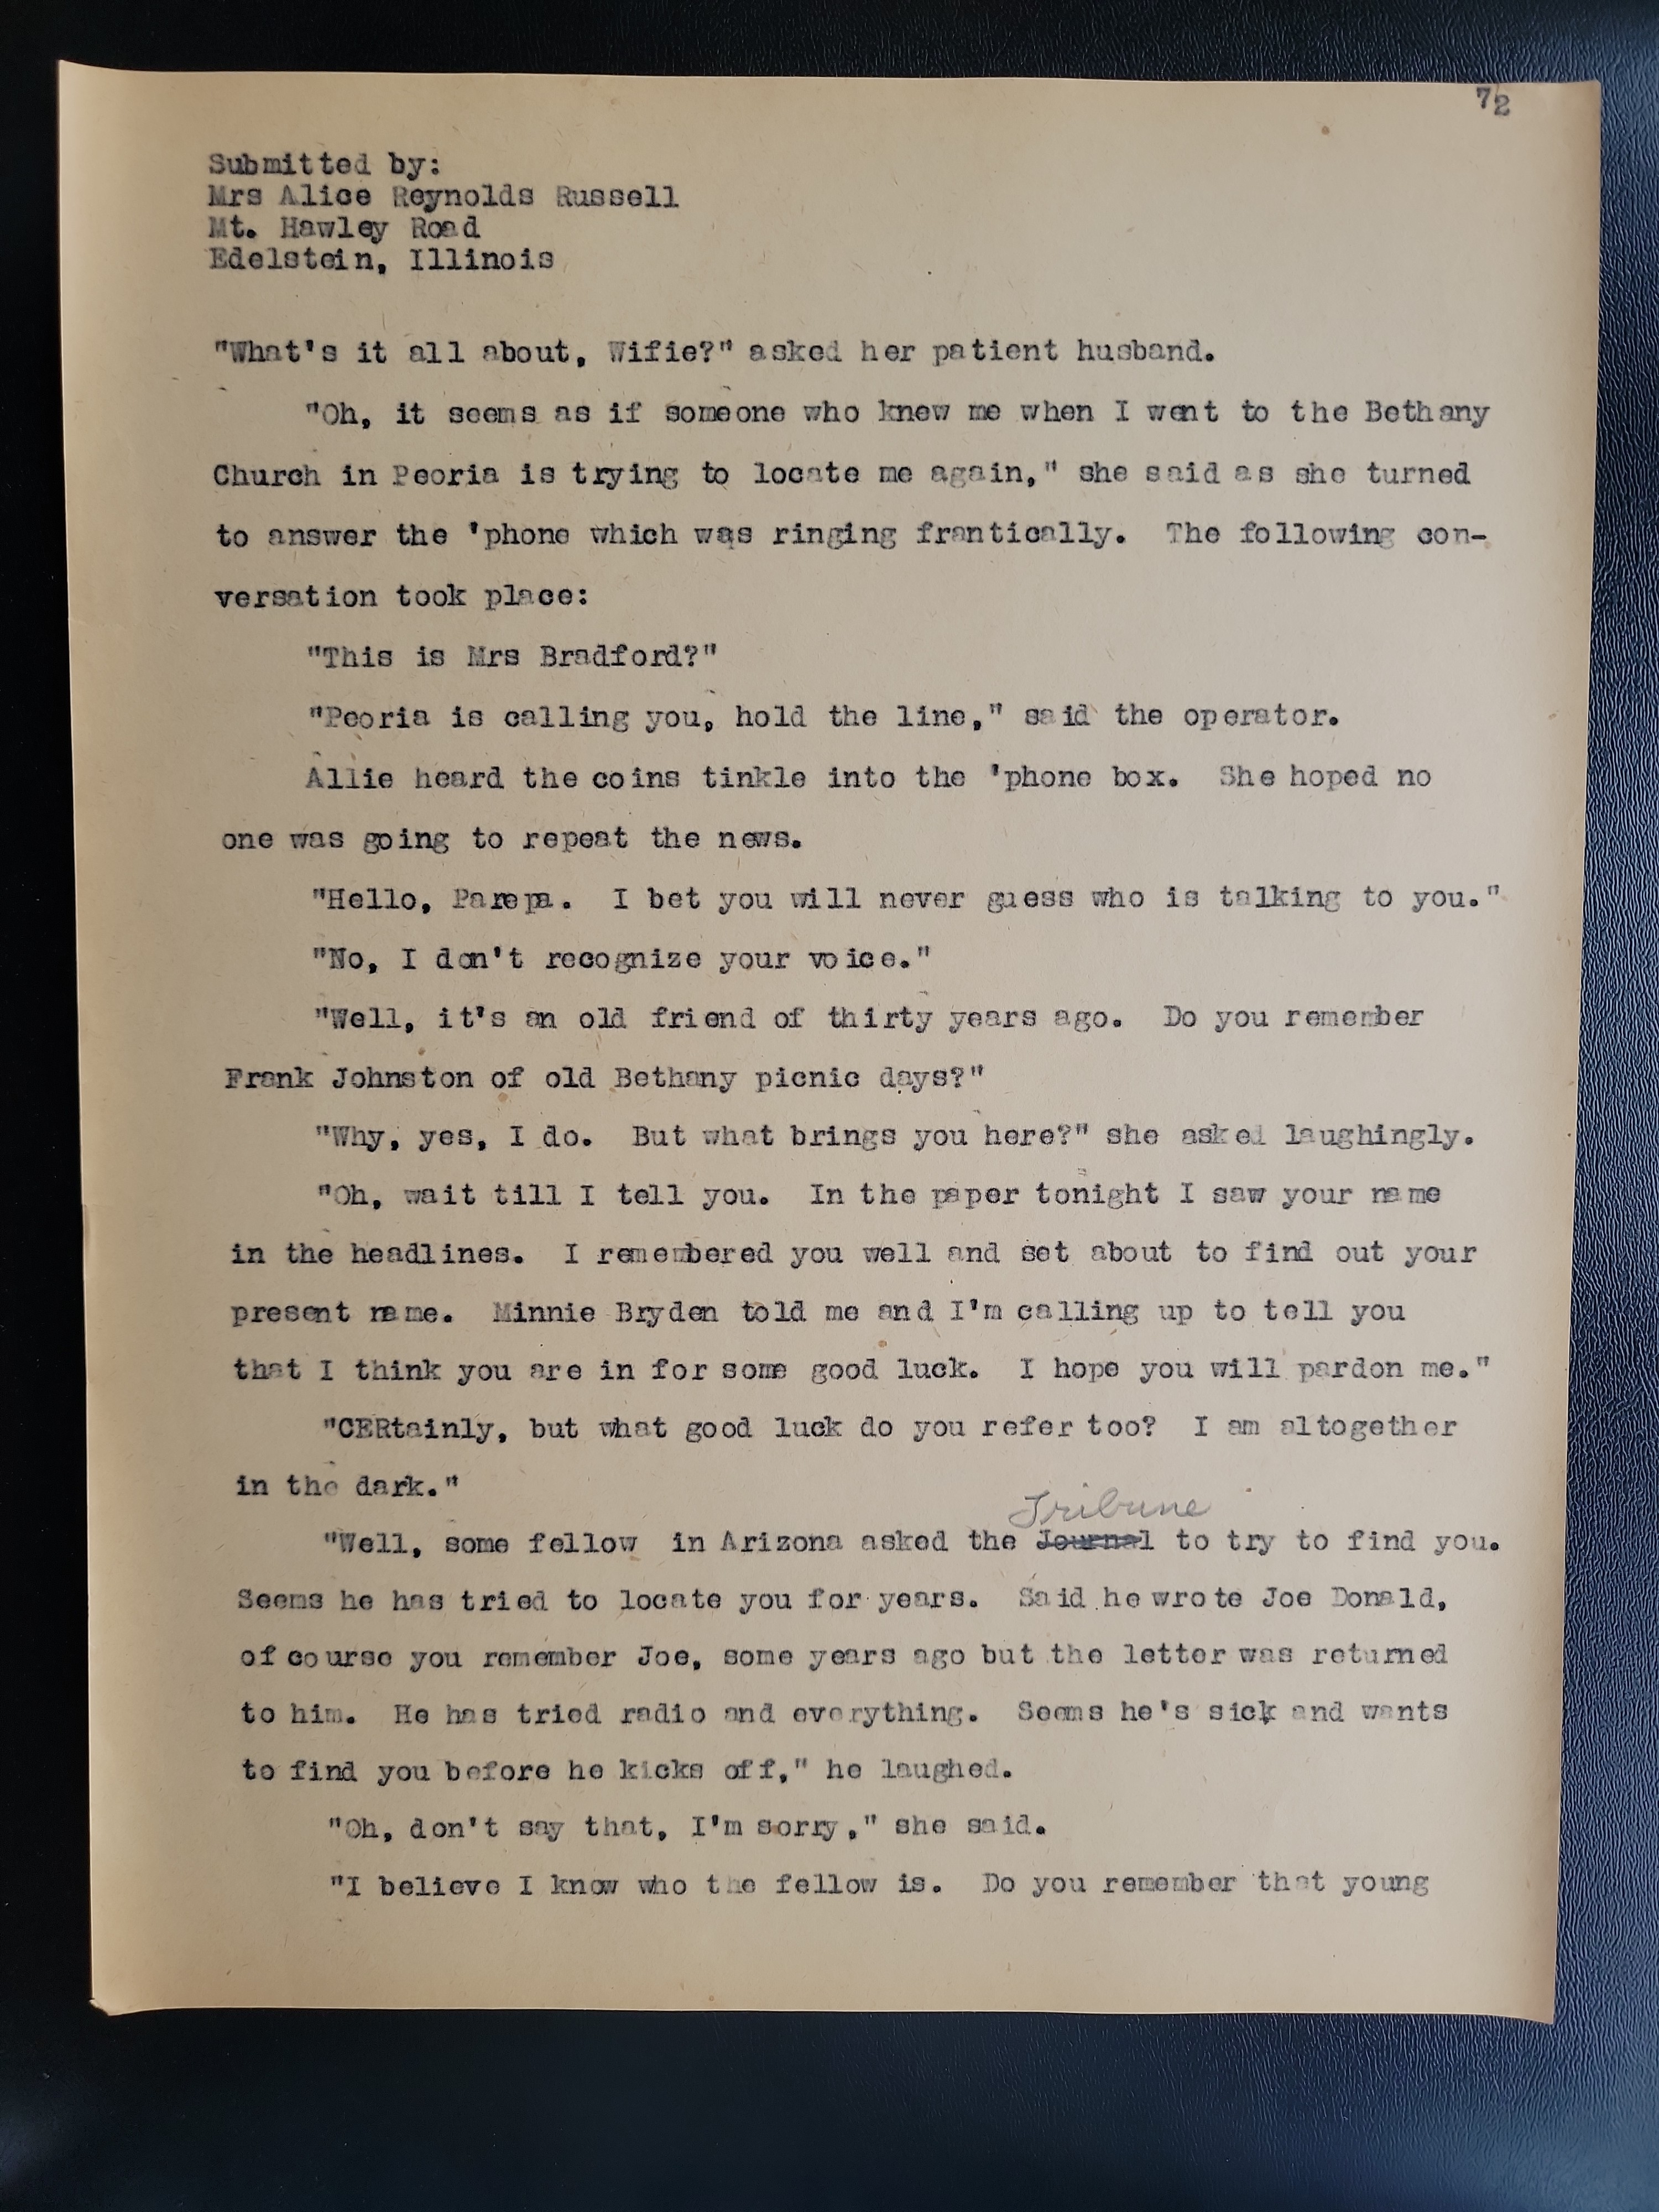 72
Submitted by:
Mrs Alice Reynolds Russell
Mt. Hawley Road
Edelstein, Illinois
"What's it all about, Wifie?" asked her patient husband.
"Oh, it seems as if someone who knew me when I went to the Bethany
Church in Peoria is trying to locate me again," she said as she turned
to answer the 'phone which was ringing frantically. The following con-
versation took place:
"This is Mrs Bradford?"
"Peoria is calling you, hold the line," said the operator.
Allie heard the coins tinkle into the 'phone box. She hoped no
one was going to repeat the news.
"Hello, Parepa. I bet you will never guess who is talking to you."
"No, I don't recognize your voice."
"Well, it's an old friend of thirty years ago. Do you remember
Frank Johnston of old Bethany picnic days?"
"Why, yes, I do. But what brings you here?" she asked laughingly.
"Oh, wait till I tell you. In the paper tonight I saw your name
in the headlines. I remembered you well and set about to find out your
present name. Minnie Bryden told me and I'm calling up to tell you
that I think you are in for some good luck. I hope you will pardon me."
"CERtainly, but what good luck do you refer too? I am altogether
in the dark."
Tribune
"Well, some fellow in Arizona asked the Journal to try to find you.
Seems he has tried to locate you for years. Said he wrote Joe Donald,
of course you remember Joe, some years ago but the letter was returned
to him. He has tried radio and everything. Seems he's sick and wants
to find you before he kicks off," he laughed.
"Oh, don't say that, I'm sorry," she said.
"I believe I know who the fellow is. Do you remember that young